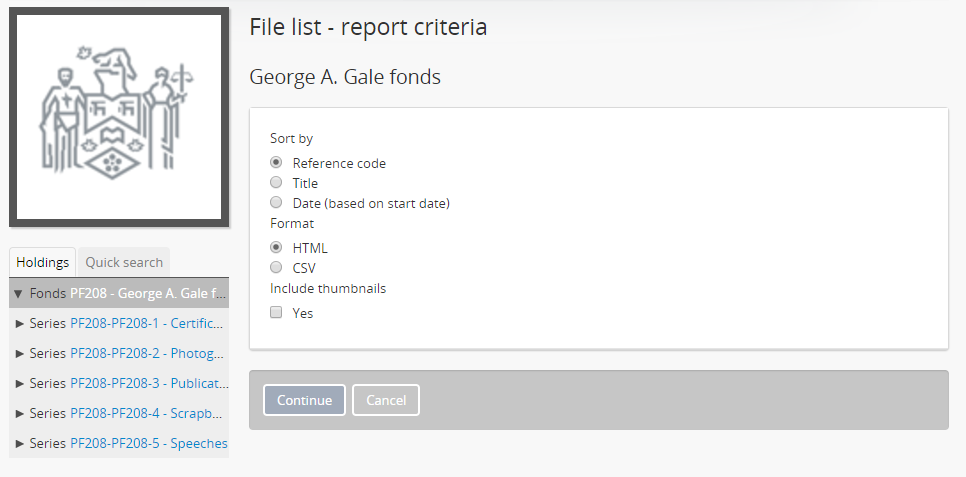 File list - report criteria
George A. Gale fonds
Sort by
Reference code
Title
Date (based on start date)
Format
HTML
CSV
Include thumbnails
Yes
Continue Cancel
Holdings Quick search
Fonds PF208 - George A. Gale f...
Series PF208-PF208-1 - Certific...
Series PF208-PF208-2 - Photog...
Series PF208-PF208-3 - Publicat...
Series PF208-PF208-4 - Scrapb...
Series PF208-PF208-5 - Speeches